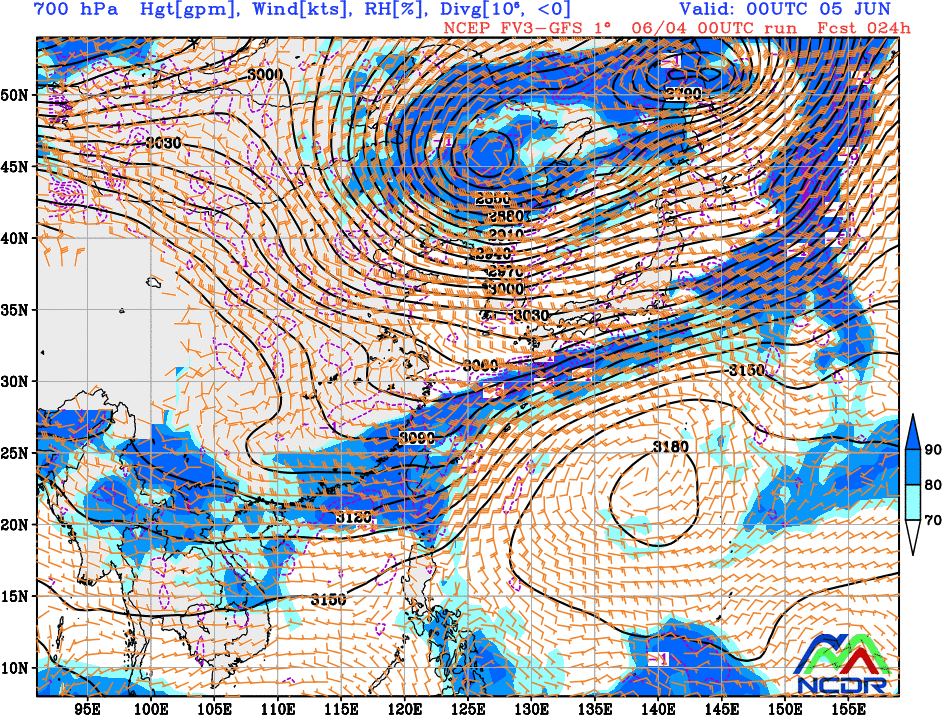 700 hPa Hgt[gpm], Wind[kts], RH[%], Divg[10⁶, <0] Valid: 00UTC 05 JUN
NCEP FV3-GFS 1° 06/04 00UTC run Fcst 024h
50N
45N
40N
35N
30N
25N
20N
15N
10N
95E 100E 105E 110E 115E 120E 125E 130E 135E 140E 145E 150E 155E
3000
2790
3030
2850
2880
2910
2940
2970
3000
3030
3060
3150
3090
3180
3120
3150
-1
90
80
70
NCDR